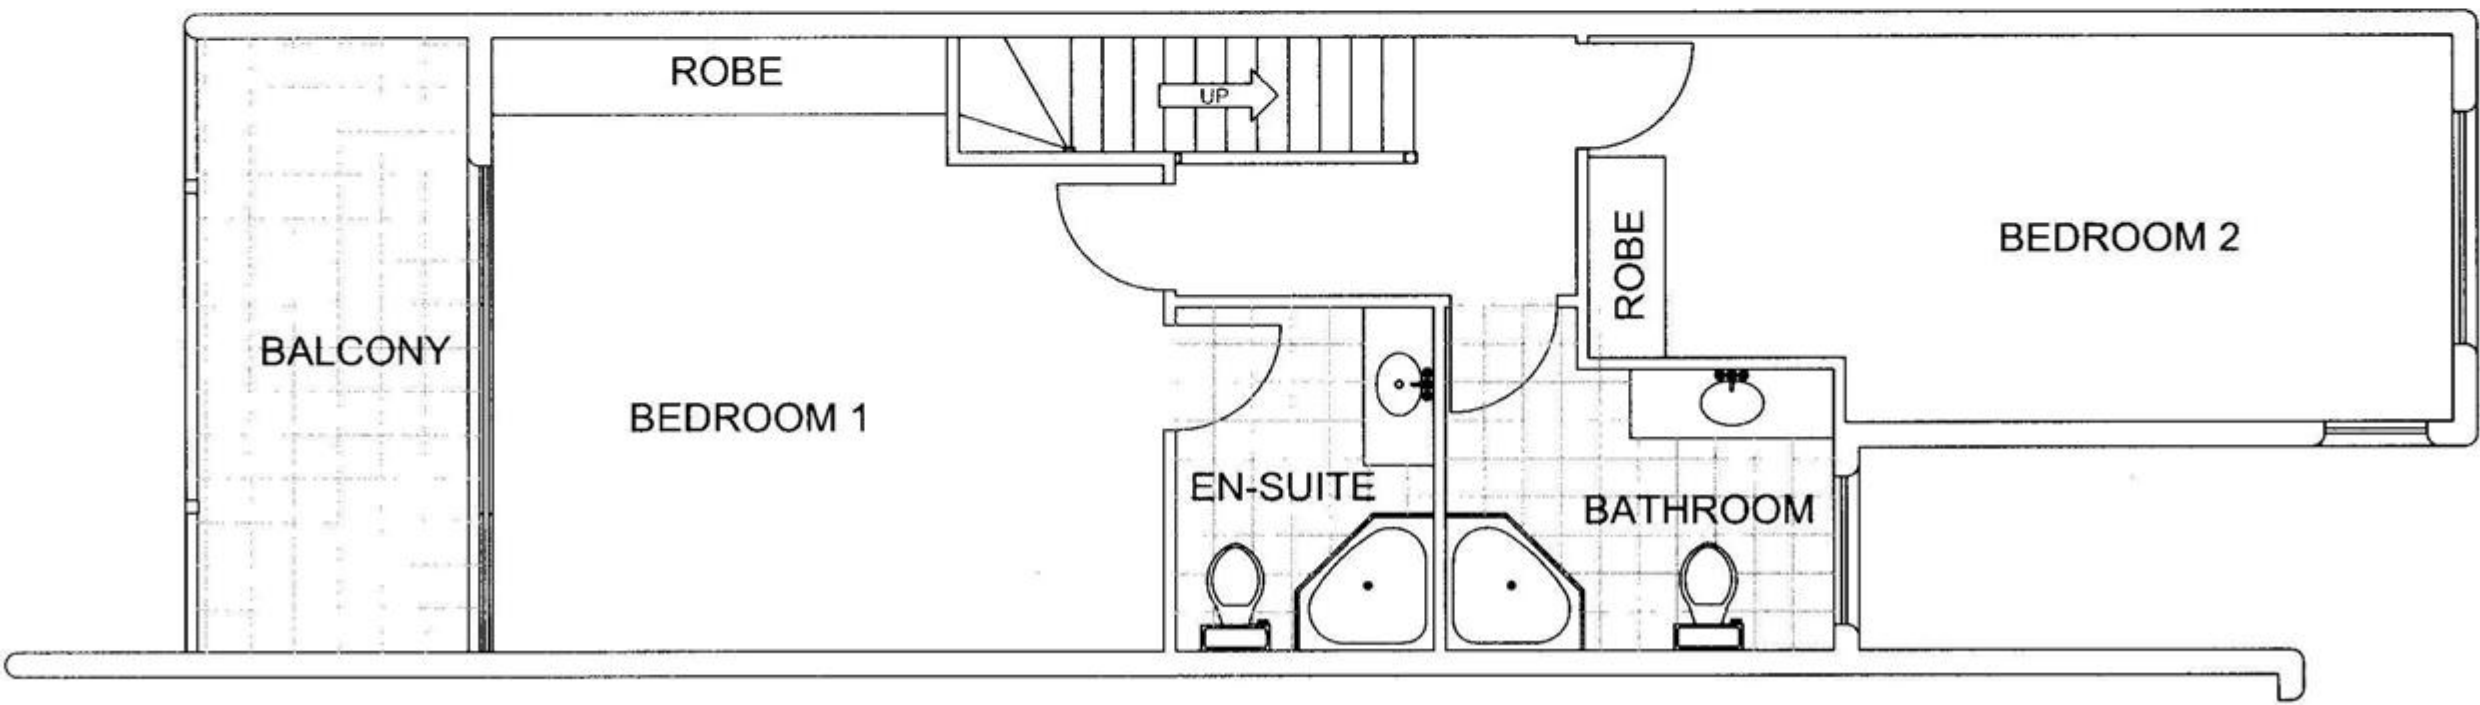 ROBE
UP
BEDROOM 2
ROBE
BALCONY
BEDROOM 1
EN-SUITE
BATHROOM